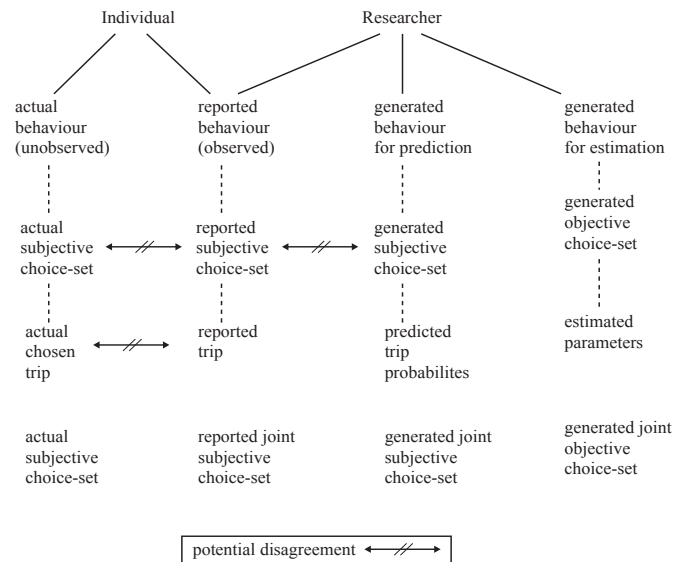 Individual
Researcher
actual
behaviour
(unobserved)
reported
behaviour
(observed)
generated
behaviour
for prediction
generated
behaviour
for estimation
actual
subjective
choice-set
reported
subjective
choice-set
generated
subjective
choice-set
generated
objective
choice-set
actual
chosen
trip
reported
trip
predicted
trip
probabilites
estimated
parameters
actual
subjective
choice-set
reported joint
subjective
choice-set
generated joint
subjective
choice-set
generated joint
objective
choice-set
potential disagreement